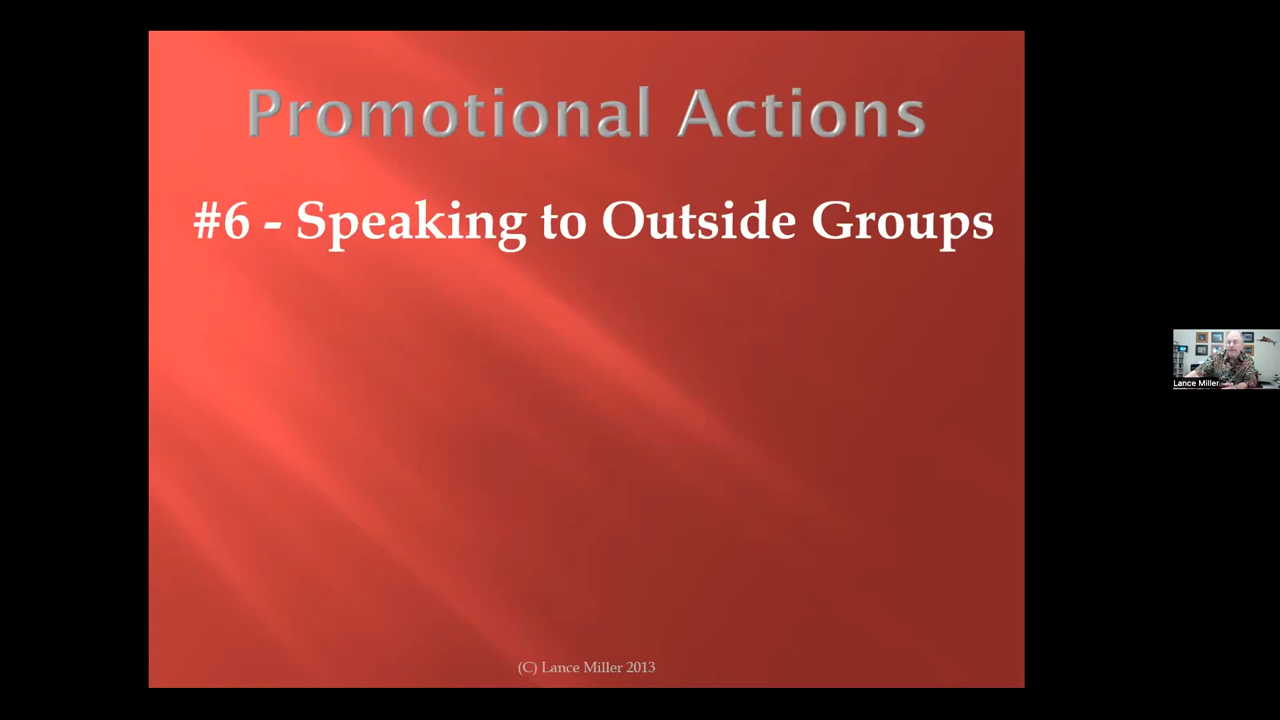 Promotional Actions
#6 - Speaking to Outside Groups
Lance Miller
(C) Lance Miller 2013